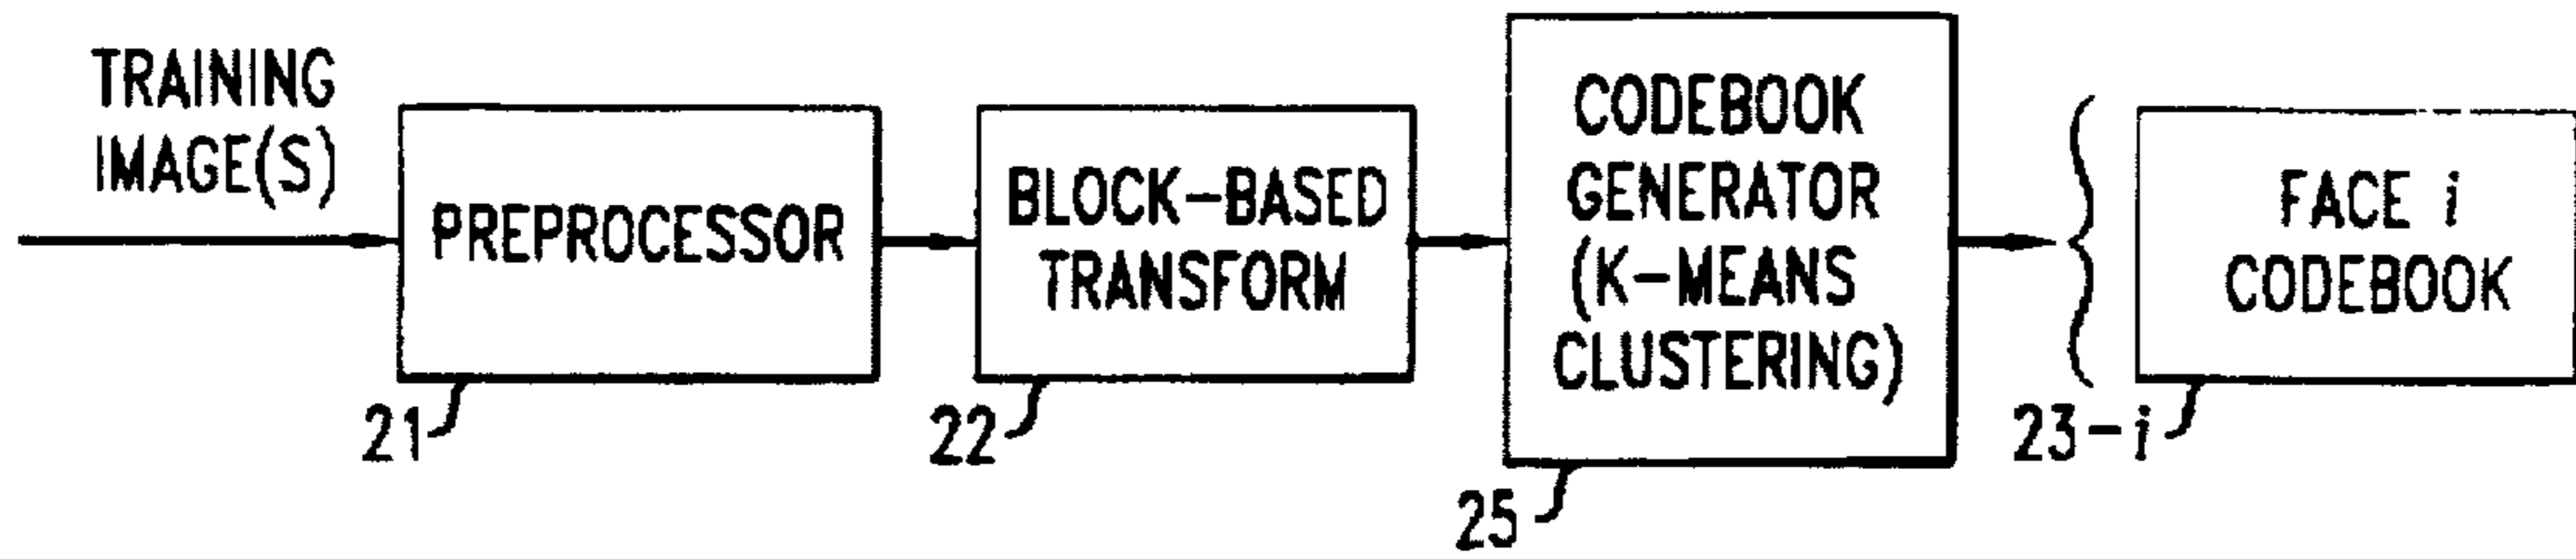 TRAINING
IMAGE(S)
PREPROCESSOR
21
BLOCK-BASED
TRANSFORM
22
CODEBOOK
GENERATOR
(K-MEANS
CLUSTERING)
25
FACE i
CODEBOOK
23-i